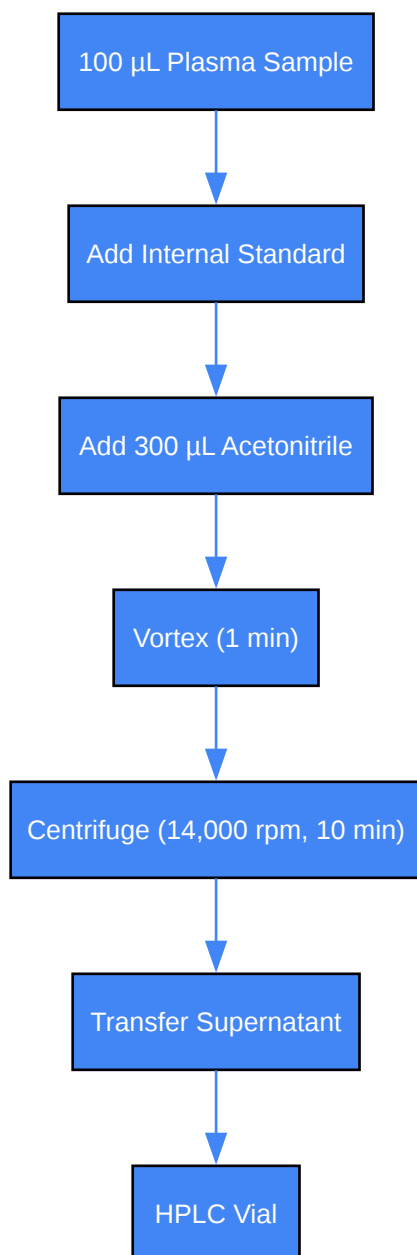 100 µL Plasma Sample
Add Internal Standard
Add 300 µL Acetonitrile
Vortex (1 min)
Centrifuge (14,000 rpm, 10 min)
Transfer Supernatant
HPLC Vial